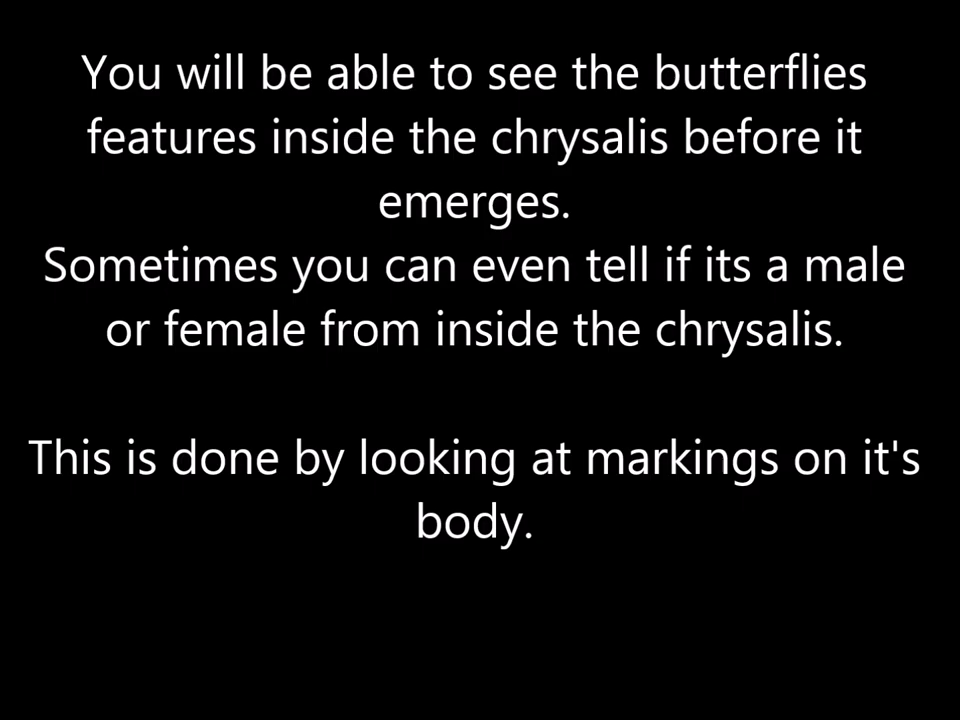 You will be able to see the butterflies
features inside the chrysalis before it
emerges.
Sometimes you can even tell if its a male
or female from inside the chrysalis.
This is done by looking at markings on it's
body.